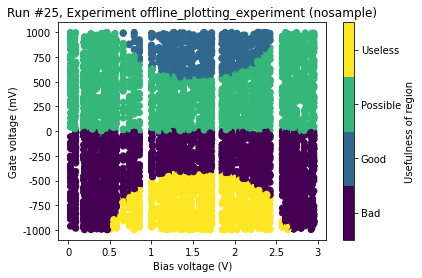 Run #25, Experiment offline_plotting_experiment (nosample)
1000
750
500
250
0
-250
-500
-750
-1000
Gate voltage (mV)
0
0.5
1
1.5
2
2.5
3
Bias voltage (V)
Useless
Possible
Good
Bad
Usefulness of region